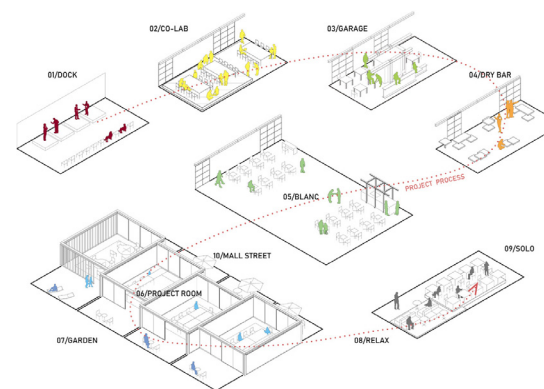 02/CO-LAB
03/GARAGE
01/DOCK
04/DRY BAR
PROJECT PROCESS
05/BLANC
10/MALL STREET
09/SOLO
06/PROJECT ROOM
07/GARDEN
08/RELAX